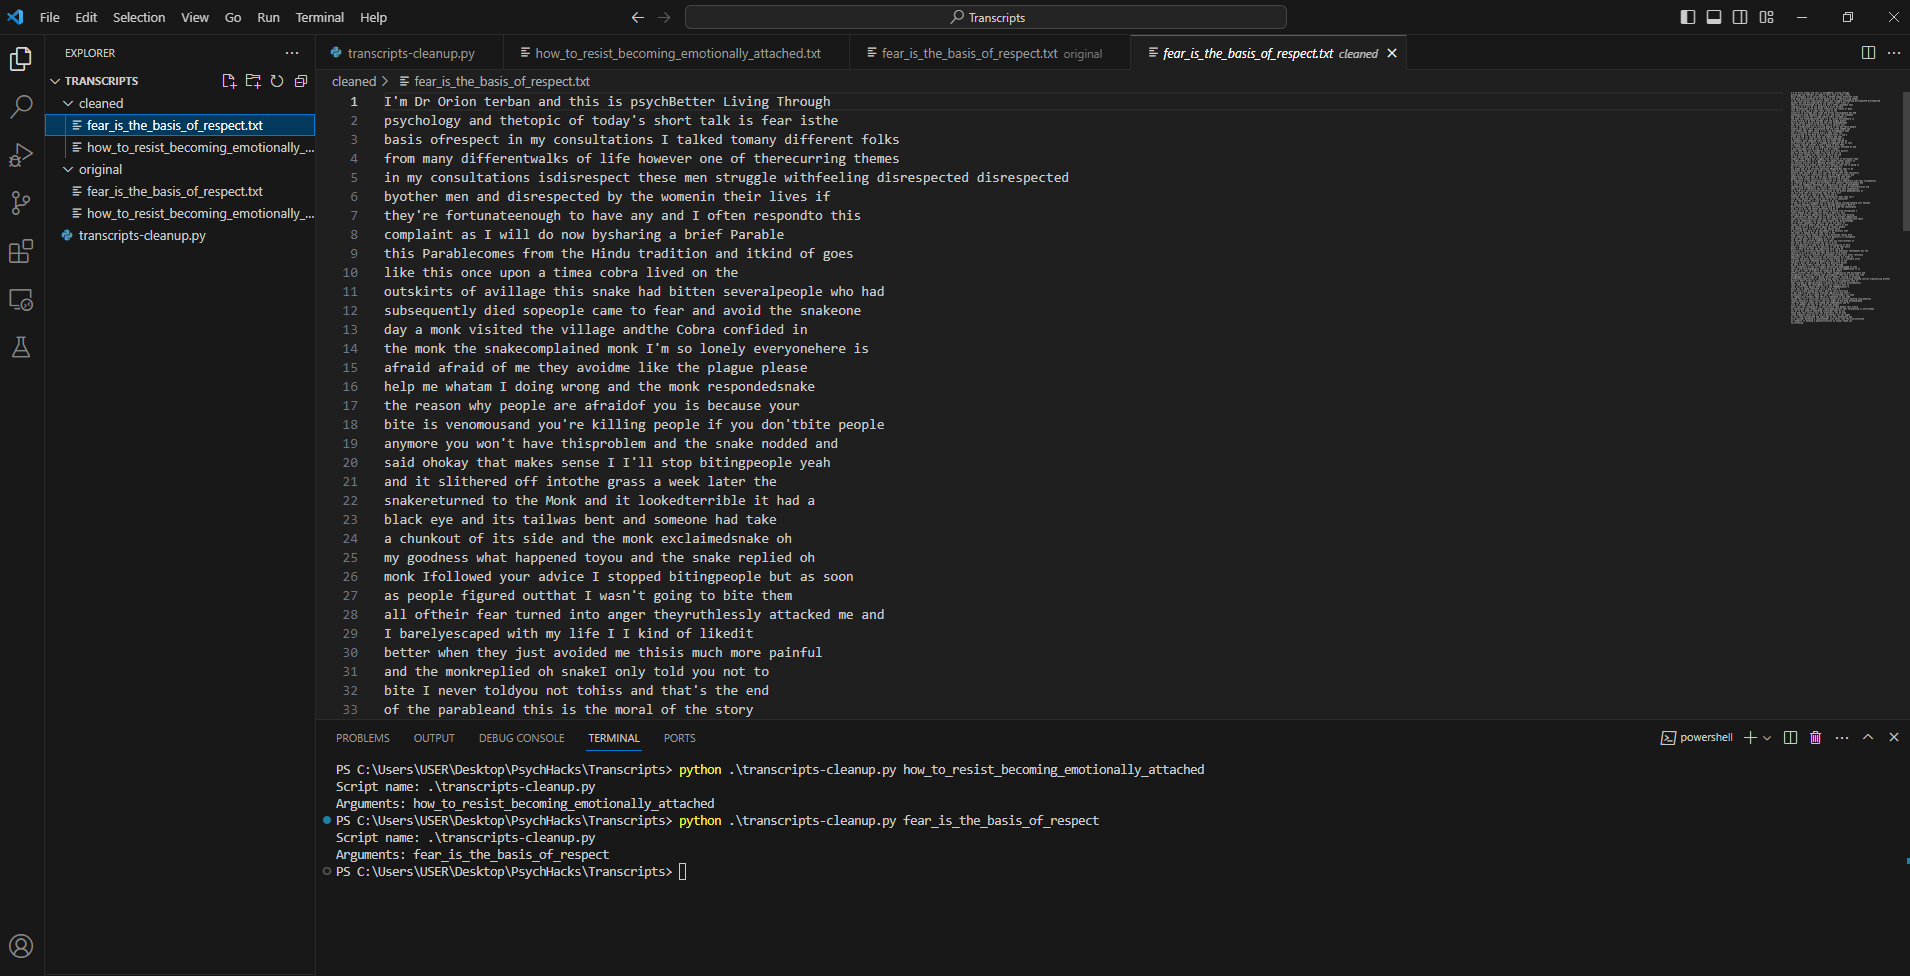 File Edit Selection View Go Run Terminal Help
Transcripts
EXPLORER
TRANSCRIPTS
cleaned
fear_is_the_basis_of_respect.txt
how_to_resist_becoming_emotionally_...
original
fear_is_the_basis_of_respect.txt
how_to_resist_becoming_emotionally_...
transcripts-cleanup.py
transcripts-cleanup.py how_to_resist_becoming_emotionally_attached.txt fear_is_the_basis_of_respect.txt original fear_is_the_basis_of_respect.txt cleaned
cleaned > fear_is_the_basis_of_respect.txt
1 I'm Dr Orion terban and this is psychBetter Living Through
2 psychology and thetopic of today's short talk is fear isthe
3 basis ofrespect in my consultations I talked tomany different folks
4 from many differentwalks of life however one of therecurring themes
5 in my consultations isdisrespect these men struggle withfeeling disrespected disrespected
6 byother men and disrespected by the womenin their lives if
7 they're fortunateenough to have any and I often respondto this
8 complaint as I will do now bysharing a brief Parable
9 this Parablecomes from the Hindu tradition and itkind of goes
10 like this once upon a timea cobra lived on the
11 outskirts of avillage this snake had bitten severalpeople who had
12 subsequently died sopeople came to fear and avoid the snakeone
13 day a monk visited the village andthe Cobra confided in
14 the monk the snakecomplained monk I'm so lonely everyonehere is
15 afraid afraid of me they avoidme like the plague please
16 help me whatam I doing wrong and the monk respondedsnake
17 the reason why people are afraidof you is because your
18 bite is venomousand you're killing people if you don'tbite people
19 anymore you won't have thisproblem and the snake nodded and
20 said ohokay that makes sense I I'll stop bitingpeople yeah
21 and it slithered off intothe grass a week later the
22 snakereturned to the Monk and it lookedterrible it had a
23 black eye and its tailwas bent and someone had take
24 a chunkout of its side and the monk exclaimedsnake oh
25 my goodness what happened toyou and the snake replied oh
26 monk Ifollowed your advice I stopped bitingpeople but as soon
27 as people figured outthat I wasn't going to bite them
28 all oftheir fear turned into anger theyruthlessly attacked me and
29 I barelyescaped with my life I I kind of likedit
30 better when they just avoided me thisis much more painful
31 and the monkreplied oh snakeI only told you not to
32 bite I never toldyou not tohiss and that's the end
33 of the parableand this is the moral of the story
PROBLEMS OUTPUT DEBUG CONSOLE TERMINAL PORTS
powershell
PS C:\Users\USER\Desktop\PsychHacks\Transcripts> python .\transcripts-cleanup.py how_to_resist_becoming_emotionally_attached
Script name: .\transcripts-cleanup.py
Arguments: how_to_resist_becoming_emotionally_attached
PS C:\Users\USER\Desktop\PsychHacks\Transcripts> python .\transcripts-cleanup.py fear_is_the_basis_of_respect
Script name: .\transcripts-cleanup.py
Arguments: fear_is_the_basis_of_respect
PS C:\Users\USER\Desktop\PsychHacks\Transcripts>